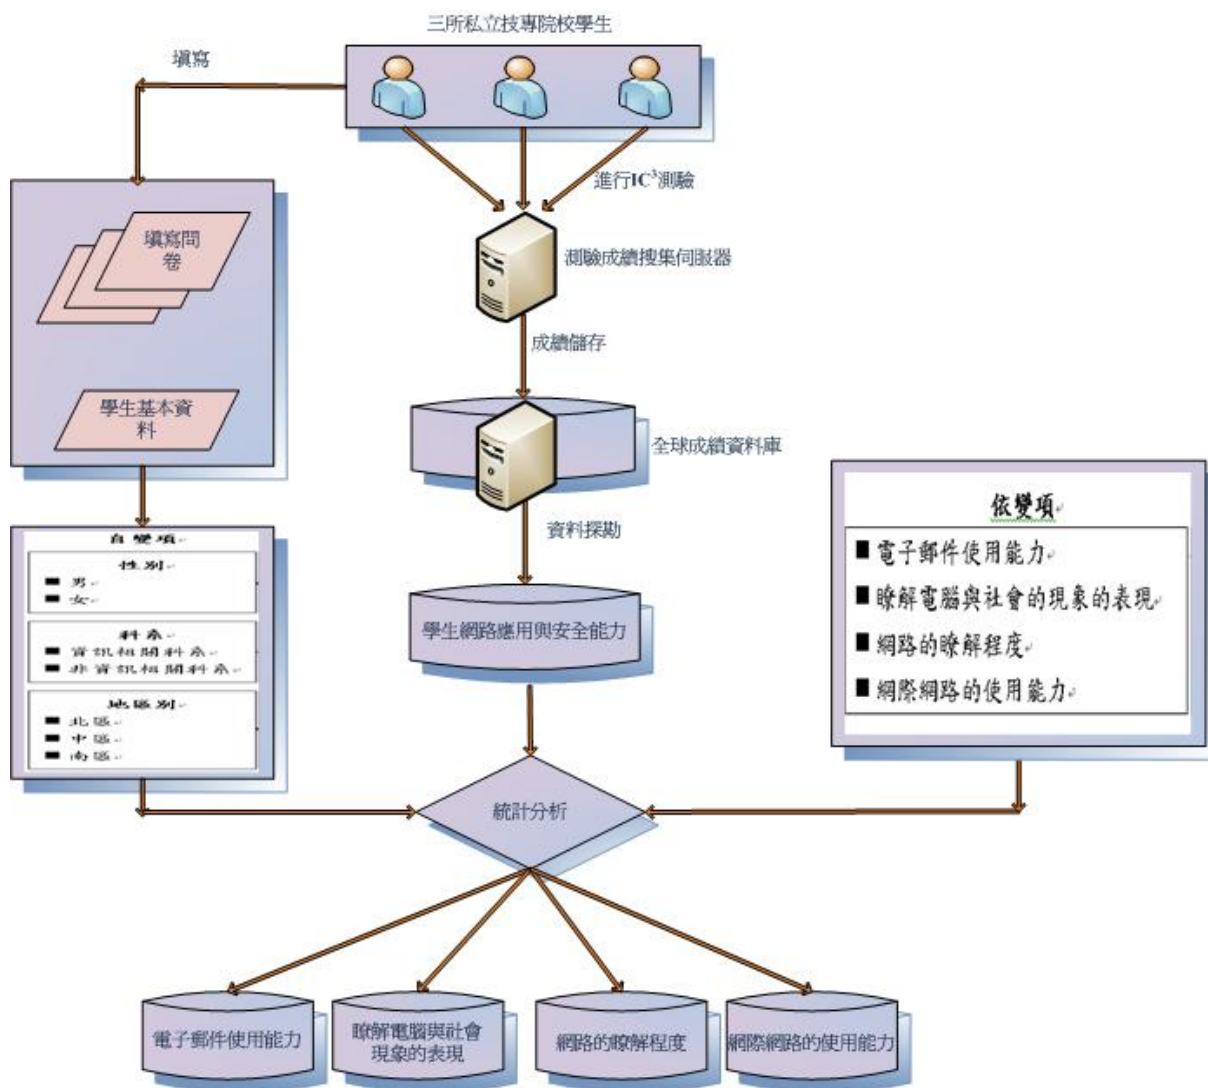 三所私立技專院校學生
填寫
進行IC³測驗
填寫問
卷
測驗成績搜集伺服器
成績儲存
學生基本資
料
全球成績資料庫
資料探勘
自變項
性別
■ 男
■ 女
科系
■ 資訊相關科系
■ 非資訊相關科系
地區別
■ 北區
■ 中區
■ 南區
學生網路應用與安全能力
依變項
■ 電子郵件使用能力
■ 瞭解電腦與社會的現象的表現
■ 網路的瞭解程度
■ 網際網路的使用能力
統計分析
電子郵件使用能力
瞭解電腦與社會
現象的表現
網路的瞭解程度
網際網路的使用能力